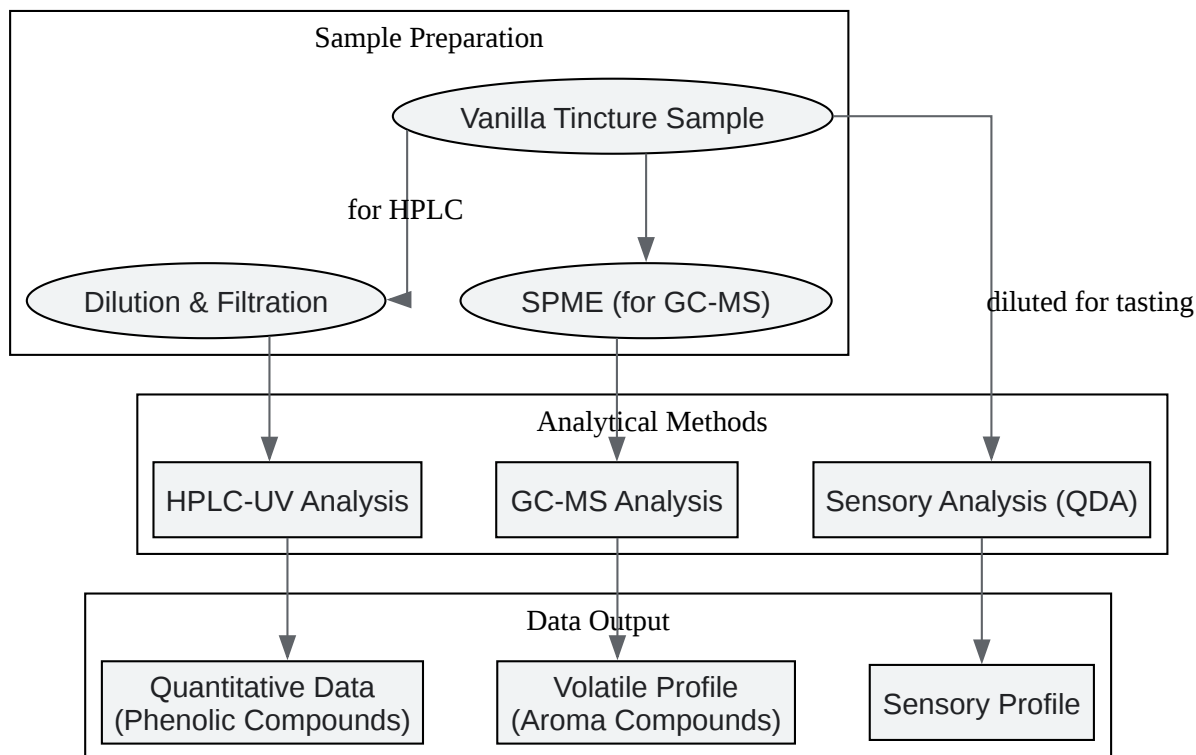 Sample Preparation
Vanilla Tincture Sample
for HPLC
Dilution & Filtration
SPME (for GC-MS)
diluted for tasting
Analytical Methods
HPLC-UV Analysis
GC-MS Analysis
Sensory Analysis (QDA)
Data Output
Quantitative Data
(Phenolic Compounds)
Volatile Profile
(Aroma Compounds)
Sensory Profile